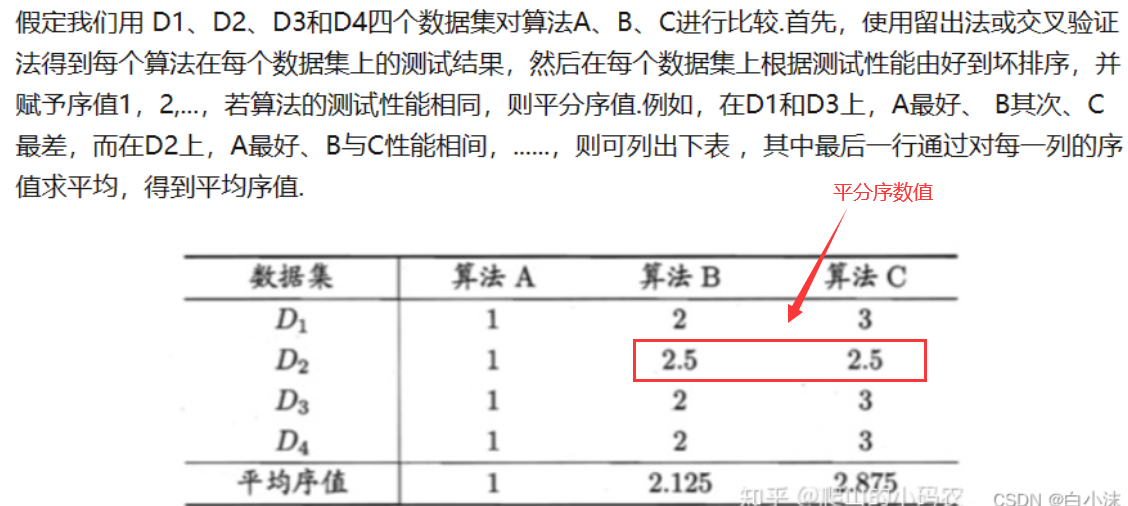 假定我们用 D1、D2、D3和D4四个数据集对算法A、B、C进行比较.首先，使用留出法或交叉验证
法得到每个算法在每个数据集上的测试结果，然后在每个数据集上根据测试性能由好到坏排序，并
赋予序值1，2,...，若算法的测试性能相同，则平分序值.例如，在D1和D3上，A最好、 B其次、C
最差，而在D2上，A最好、B与C性能相间，......，则可列出下表 ，其中最后一行通过对每一列的序
值求平均，得到平均序值.
平分序数值
数据集 算法 A 算法 B 算法 C
D1 1 2 3
D2 1 2.5 2.5
D3 1 2 3
D4 1 2 3
平均序值 1 2.125 2.875
知乎 @爬山的小码农
CSDN @白小沫